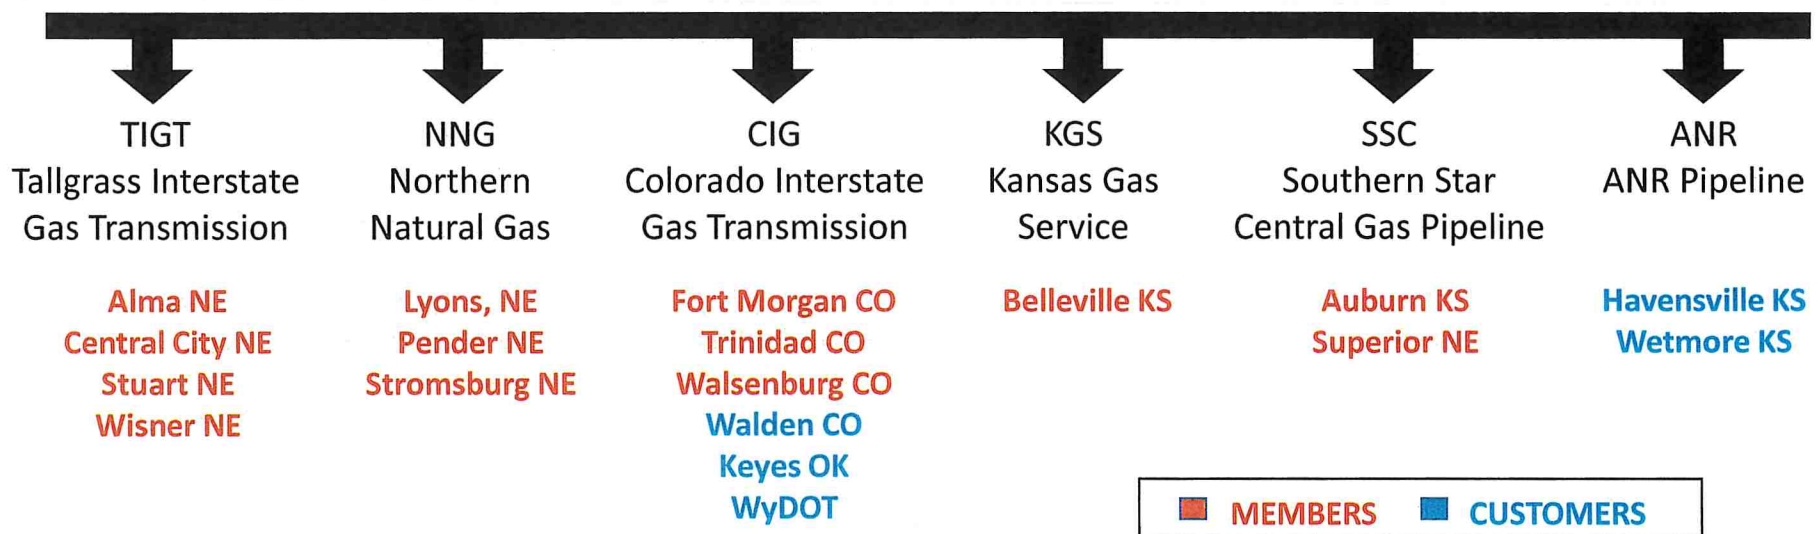 TIGT
Tallgrass Interstate
Gas Transmission
Alma NE
Central City NE
Stuart NE
Wisner NE
NNG
Northern
Natural Gas
Lyons, NE
Pender NE
Stromsburg NE
CIG
Colorado Interstate
Gas Transmission
Fort Morgan CO
Trinidad CO
Walsenburg CO
Walden CO
Keyes OK
WyDOT
KGS
Kansas Gas
Service
Belleville KS
SSC
Southern Star
Central Gas Pipeline
Auburn KS
Superior NE
ANR
ANR Pipeline
Havensville KS
Wetmore KS
MEMBERS CUSTOMERS